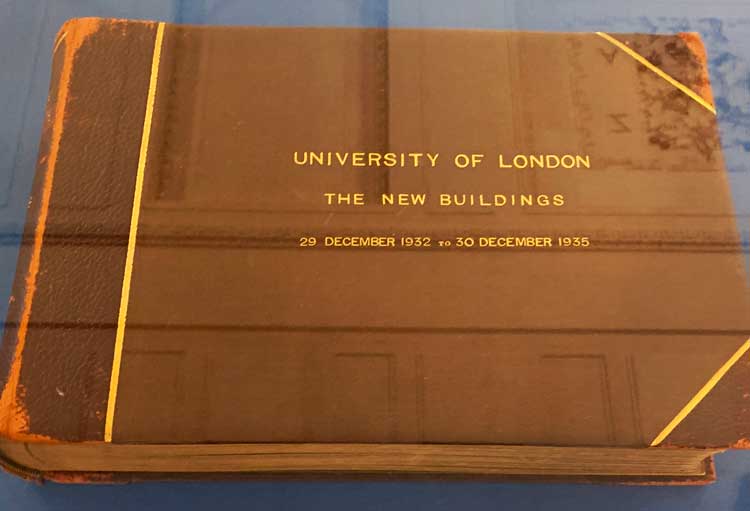 UNIVERSITY OF LONDON
THE NEW BUILDINGS
29 DECEMBER 1932 TO 30 DECEMBER 1935